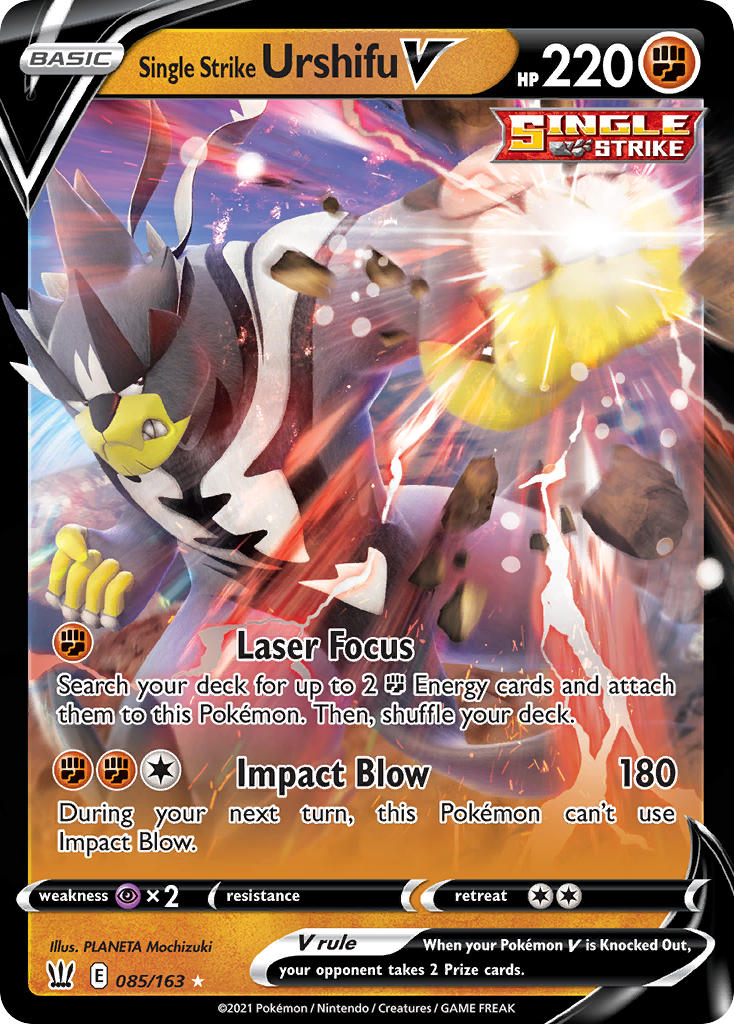 BASIC
Single Strike Urshifu V
HP 220
SINGLE
STRIKE
Laser Focus
Search your deck for up to 2 Energy cards and attach
them to this Pokémon. Then, shuffle your deck.
Impact Blow 180
During your next turn, this Pokémon can't use
Impact Blow.
weakness ×2 resistance retreat
Illus. PLANETA Mochizuki
V rule When your Pokémon V is Knocked Out,
your opponent takes 2 Prize cards.
E 085/163 ★
©2021 Pokémon / Nintendo / Creatures / GAME FREAK